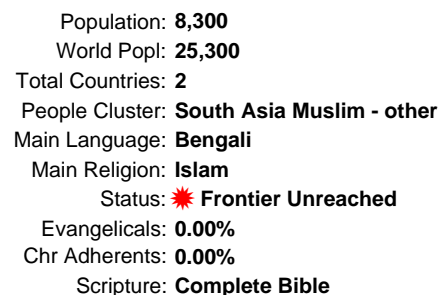 Population: 8,300
World Popl: 25,300
Total Countries: 2
People Cluster: South Asia Muslim - other
Main Language: Bengali
Main Religion: Islam
Status: Frontier Unreached
Evangelicals: 0.00%
Chr Adherents: 0.00%
Scripture: Complete Bible